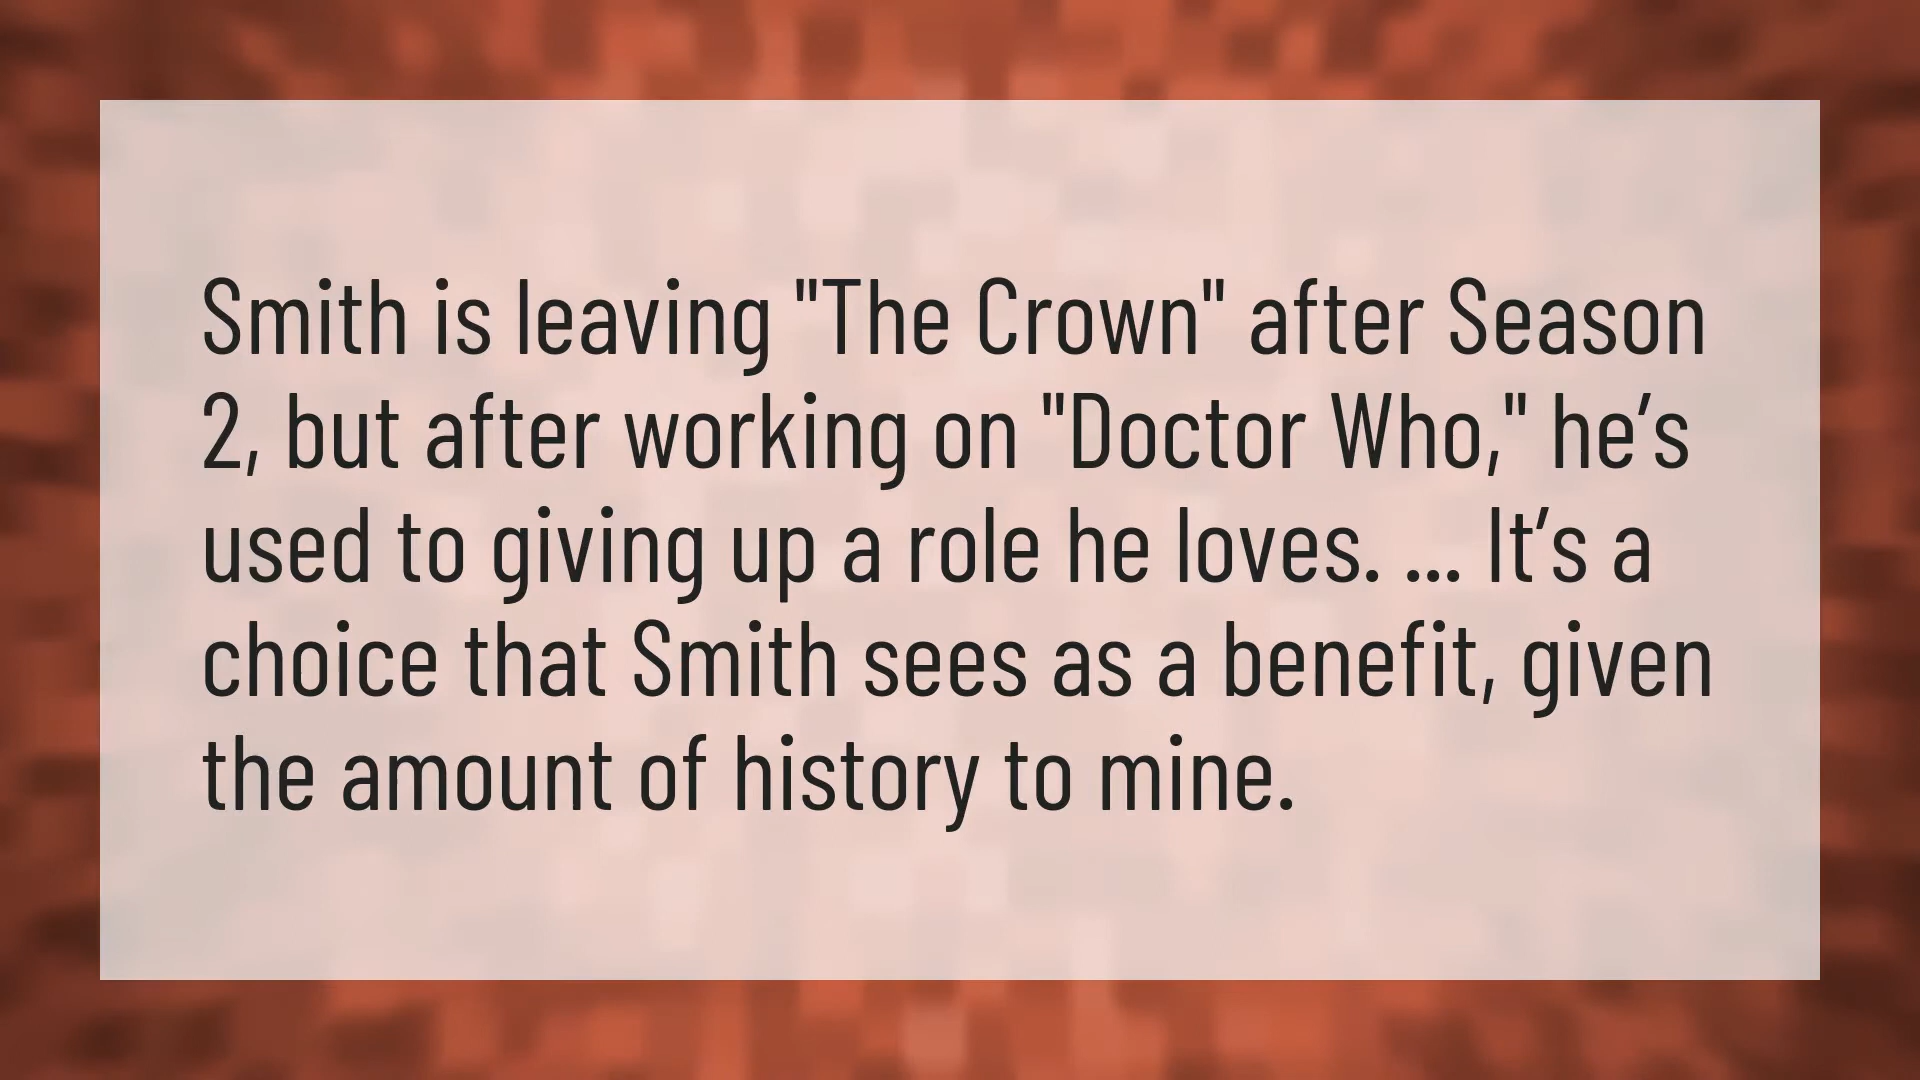 Smith is leaving "The Crown" after Season
2, but after working on "Doctor Who," he’s
used to giving up a role he loves. ... It’s a
choice that Smith sees as a benefit, given
the amount of history to mine.